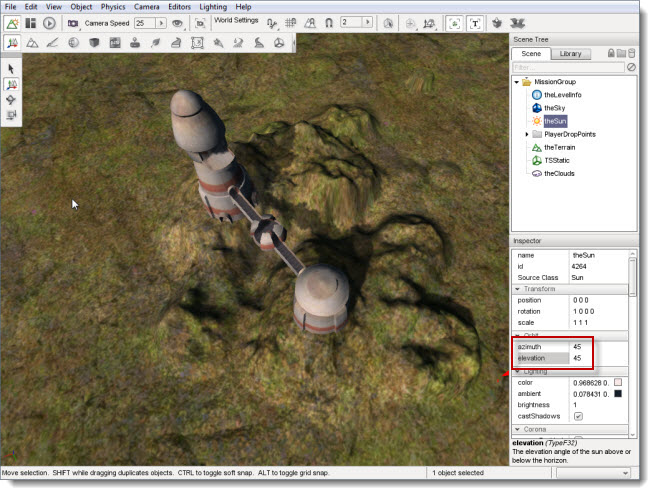 File Edit View Object Physics Camera Editors Lighting Help
Camera Speed 25 World Settings 2
Scene Tree
Scene Library
Filter...
MissionGroup
theLevelInfo
theSky
theSun
PlayerDropPoints
theTerrain
TSStatic
theClouds
Inspector
name theSun
id 4264
Source Class Sun
Transform
position 0 0 0
rotation 1 0 0 0
scale 1 1 1
Orbit
azimuth 45
elevation 45
Lighting
color 0.968628 0.
ambient 0.078431 0.
brightness 1
castShadows
Corona
elevation (TypeF32)
The elevation angle of the sun above or
below the horizon.
Move selection. SHIFT while dragging duplicates objects. CTRL to toggle soft snap. ALT to toggle grid snap. 1 object selected